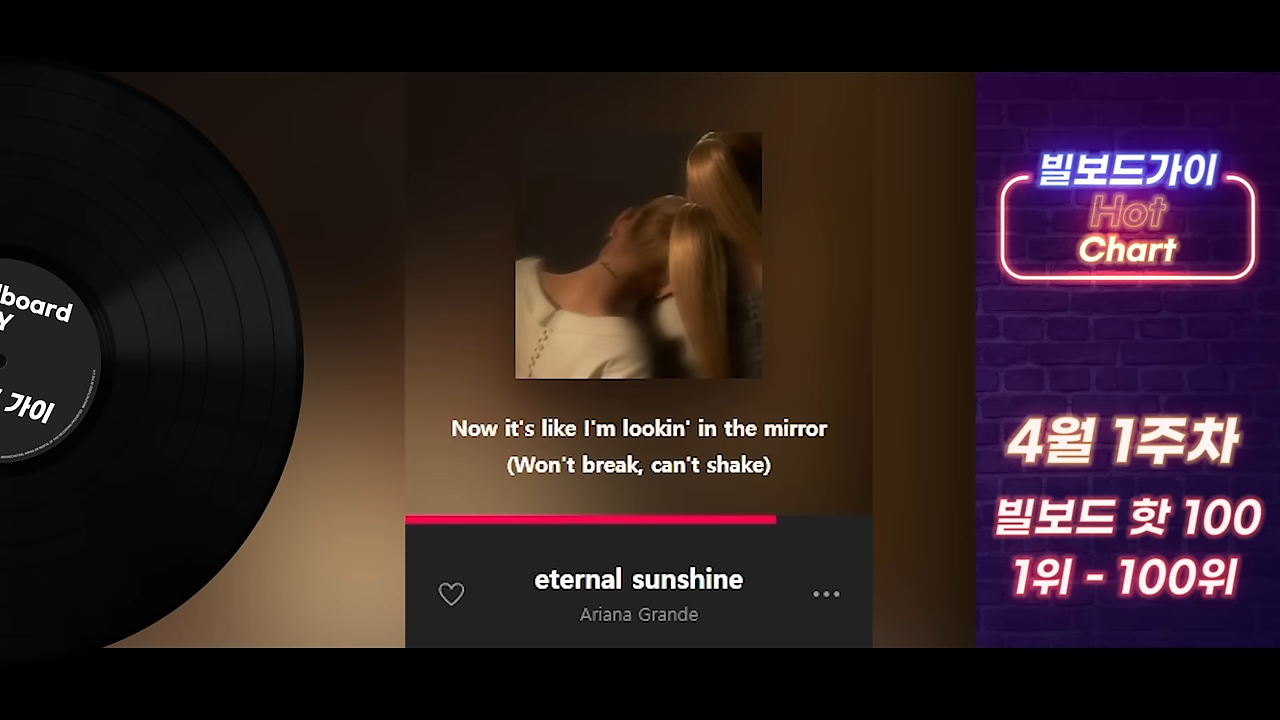 board
Y
가이
Now it's like I'm lookin' in the mirror
(Won't break, can't shake)
eternal sunshine
Ariana Grande
빌보드가이
Hot
Chart
4월 1주차
빌보드 핫 100
1위 - 100위